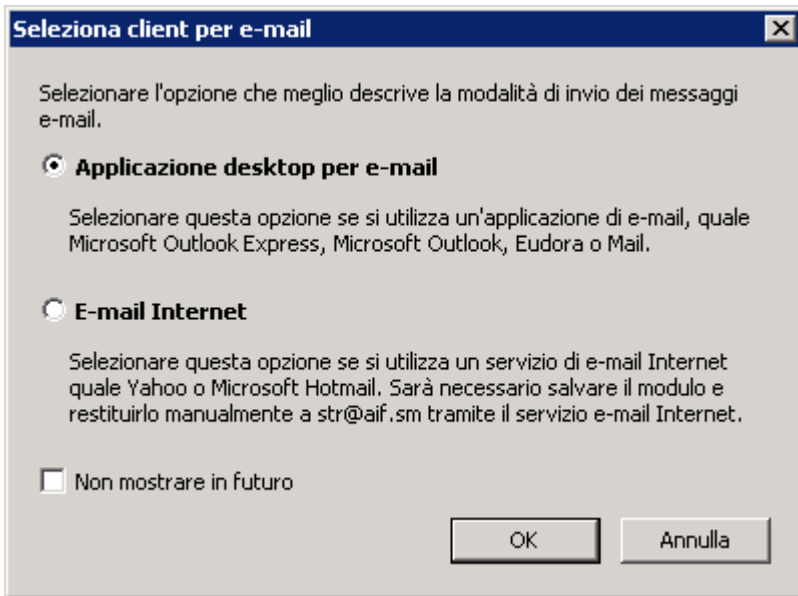 Seleziona client per e-mail
Selezionare l'opzione che meglio descrive la modalità di invio dei messaggi
e-mail.
Applicazione desktop per e-mail
Selezionare questa opzione se si utilizza un'applicazione di e-mail, quale
Microsoft Outlook Express, Microsoft Outlook, Eudora o Mail.
E-mail Internet
Selezionare questa opzione se si utilizza un servizio di e-mail Internet
quale Yahoo o Microsoft Hotmail. Sarà necessario salvare il modulo e
restituirlo manualmente a str@aif.sm tramite il servizio e-mail Internet.
Non mostrare in futuro
OK Annulla